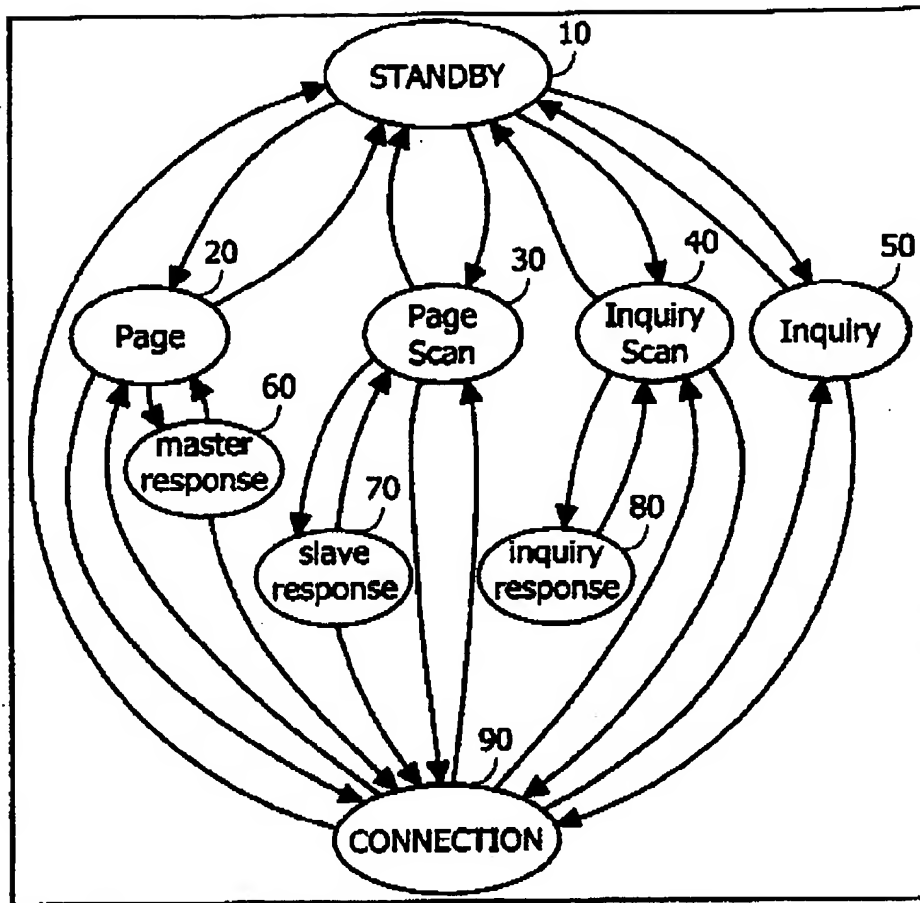 10
STANDBY
20
30
40
50
Page
Page
Scan
Inquiry
Scan
Inquiry
60
master
response
70
slave
response
80
inquiry
response
90
CONNECTION